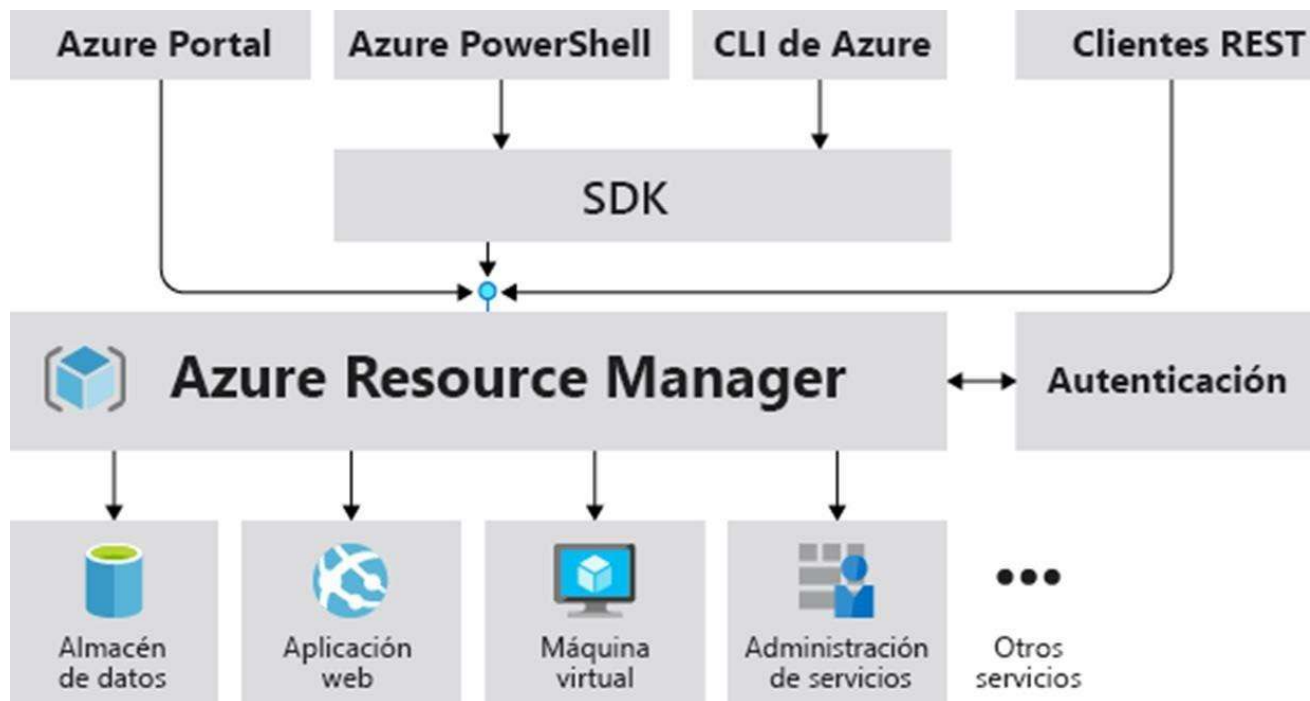 Azure Portal
Azure PowerShell
CLI de Azure
Clientes REST
SDK
Azure Resource Manager
Autenticación
Almacén
de datos
Aplicación
web
Máquina
virtual
Administración
de servicios
Otros
servicios